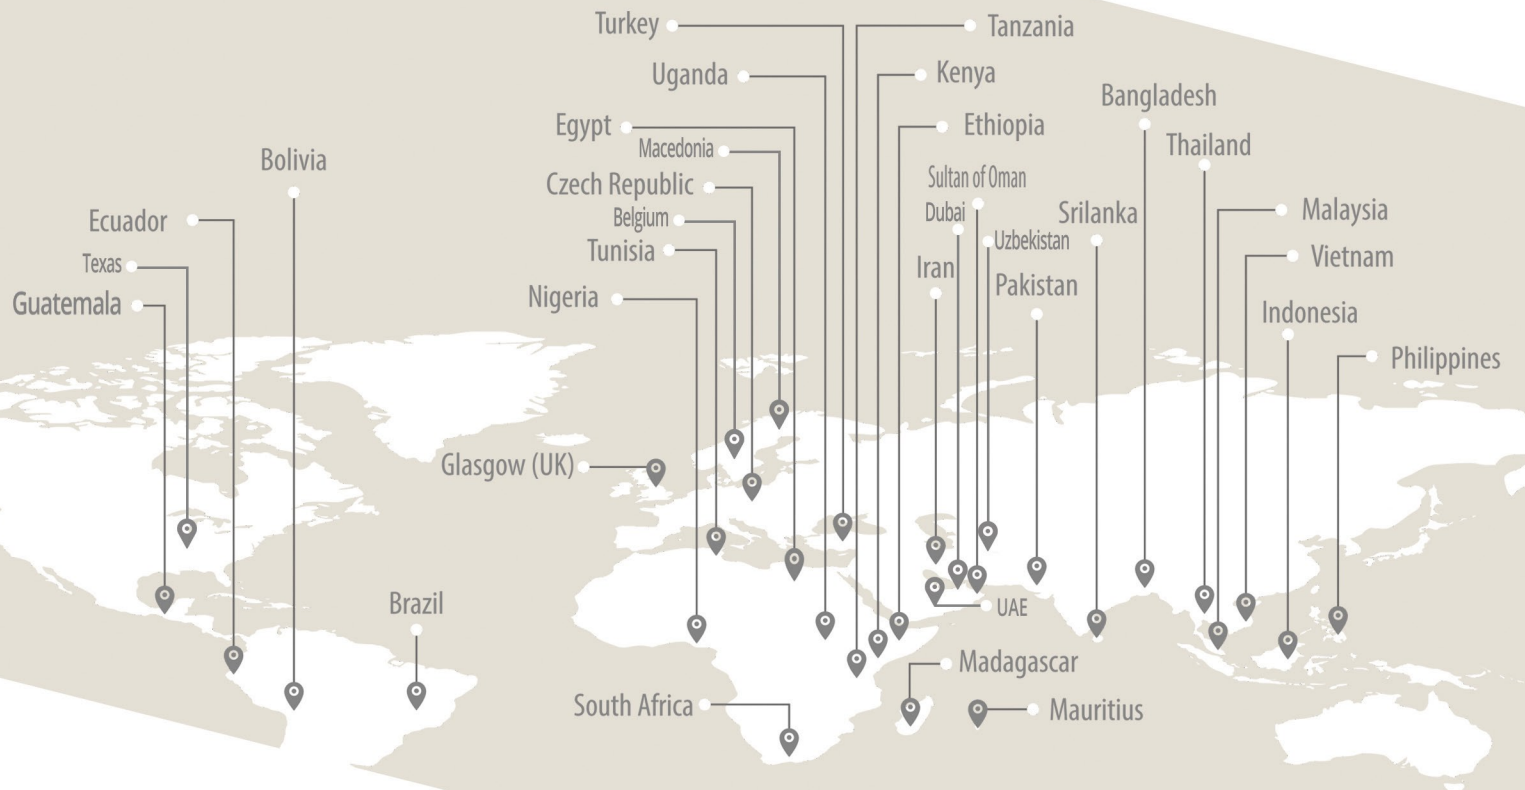 Turkey
Tanzania
Uganda
Kenya
Bangladesh
Egypt
Ethiopia
Macedonia
Thailand
Bolivia
Czech Republic
Sultan of Oman
Ecuador
Belgium
Dubai
Srilanka
Malaysia
Tunisia
Uzbekistan
Texas
Iran
Vietnam
Guatemala
Nigeria
Pakistan
Indonesia
Philippines
Glasgow (UK)
Brazil
UAE
Madagascar
South Africa
Mauritius